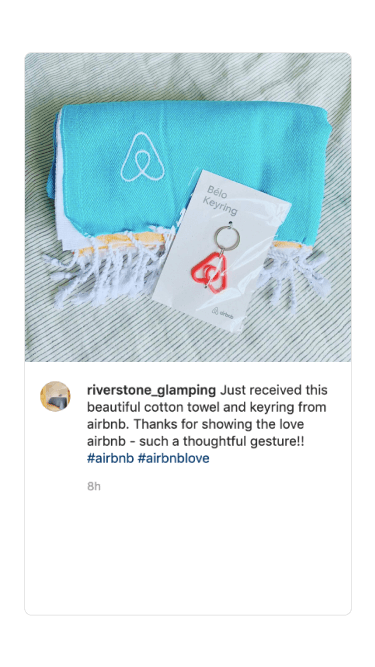 Bélo
Keyring
airbnb
riverstone_glamping Just received this
beautiful cotton towel and keyring from
airbnb. Thanks for showing the love
airbnb - such a thoughtful gesture!!
#airbnb #airbnblove
8h